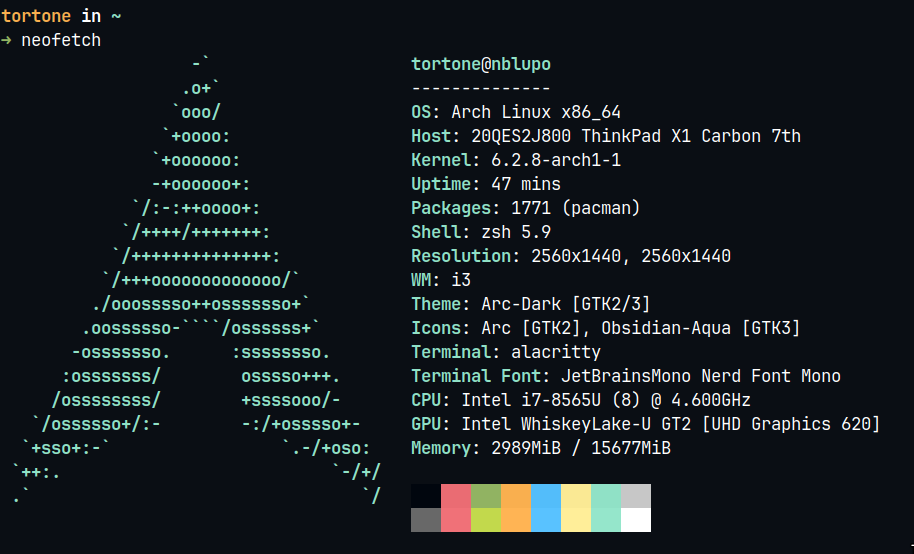 tortone in ~
→ neofetch
-`
.o+`
`ooo/
`+oooo:
`+oooooo:
-+oooooo+:
`/:-:++oooo+:
`/++++/+++++++:
`/++++++++++++++:
`/+++ooooooooooooo/`
./ooosssso++osssssso+`
.oossssso-````/ossssss+`
-osssssso. :ssssssso.
:osssssss/ osssso+++.
/ossssssss/ +ssssooo/-
`/ossssso+/:- -:/+osssso+-
`+sso+:-` `.-/+oso:
`++:. `-/+/
.` `/
tortone@nblupo
--------------
OS: Arch Linux x86_64
Host: 20QES2J800 ThinkPad X1 Carbon 7th
Kernel: 6.2.8-arch1-1
Uptime: 47 mins
Packages: 1771 (pacman)
Shell: zsh 5.9
Resolution: 2560x1440, 2560x1440
WM: i3
Theme: Arc-Dark [GTK2/3]
Icons: Arc [GTK2], Obsidian-Aqua [GTK3]
Terminal: alacritty
Terminal Font: JetBrainsMono Nerd Font Mono
CPU: Intel i7-8565U (8) @ 4.600GHz
GPU: Intel WhiskeyLake-U GT2 [UHD Graphics 620]
Memory: 2989MiB / 15677MiB